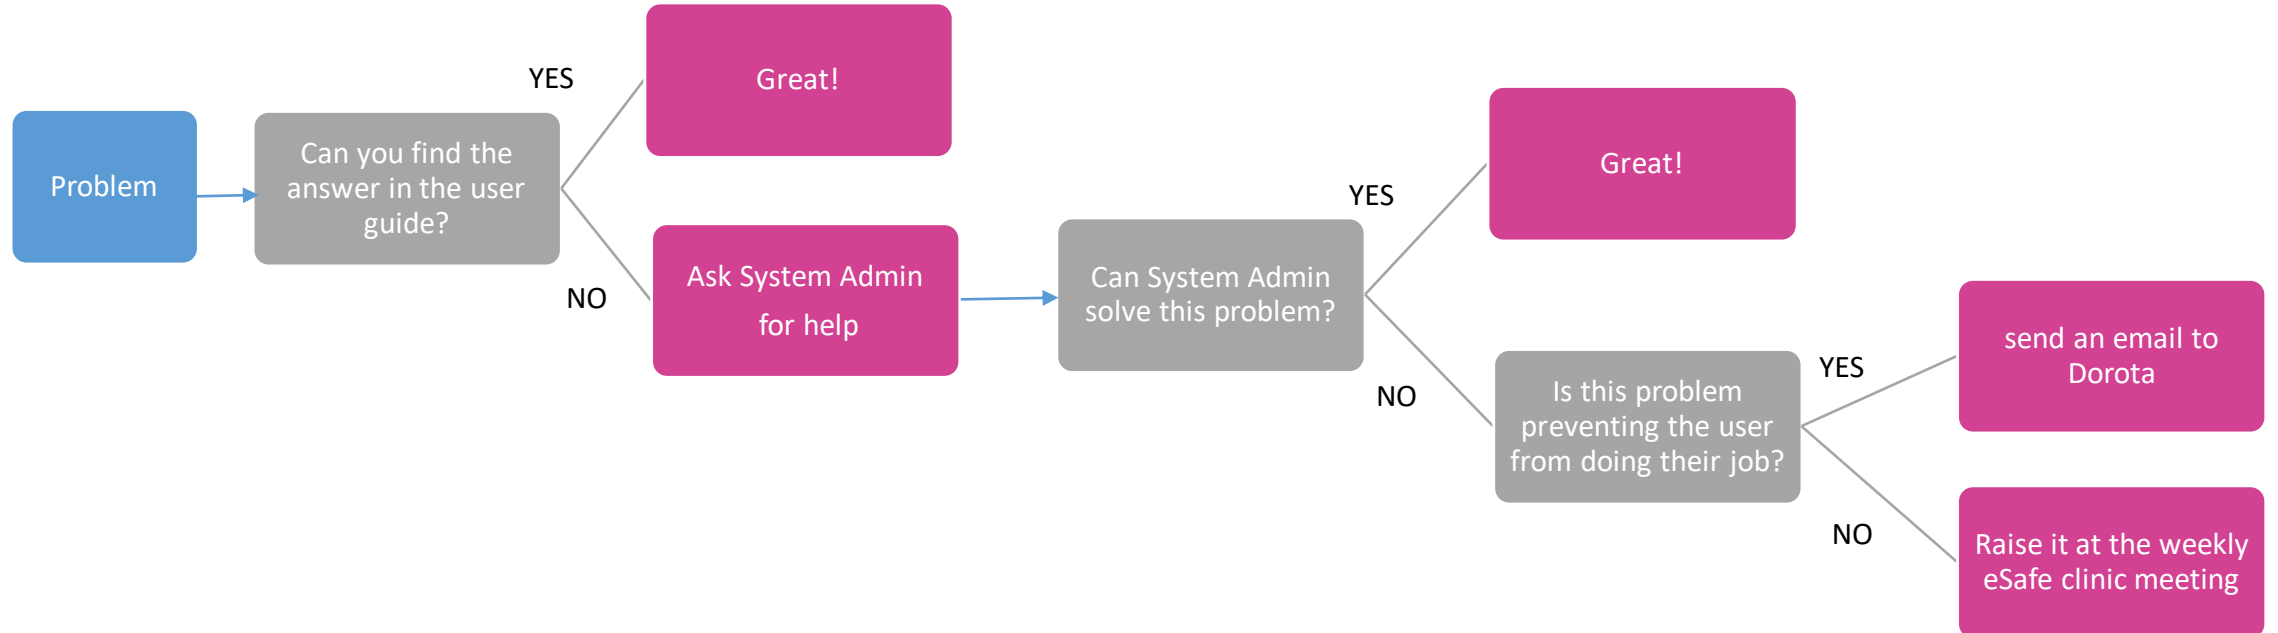 Problem
Can you find the
answer in the user
guide?
YES
Great!
NO
Ask System Admin
for help
Can System Admin
solve this problem?
YES
Great!
NO
Is this problem
preventing the user
from doing their job?
YES
send an email to
Dorota
NO
Raise it at the weekly
eSafe clinic meeting